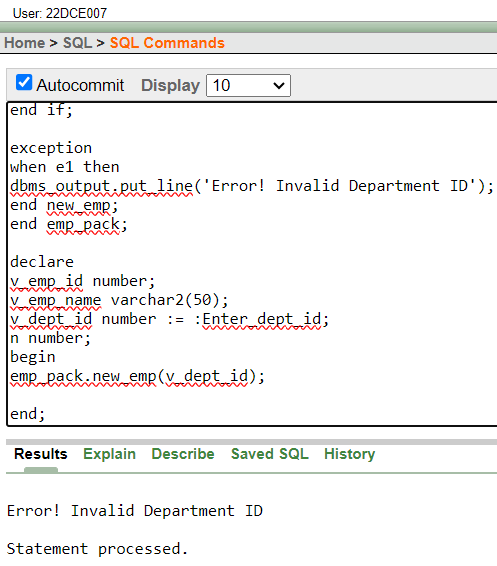 User: 22DCE007
Home > SQL > SQL Commands
Autocommit Display 10
end if;
exception
when e1 then
dbms_output.put_line('Error! Invalid Department ID');
end new_emp;
end emp_pack;
declare
v_emp_id number;
v_emp_name varchar2(50);
v_dept_id number := :Enter_dept_id;
n number;
begin
emp_pack.new_emp(v_dept_id);
end;
Results Explain Describe Saved SQL History
Error! Invalid Department ID
Statement processed.